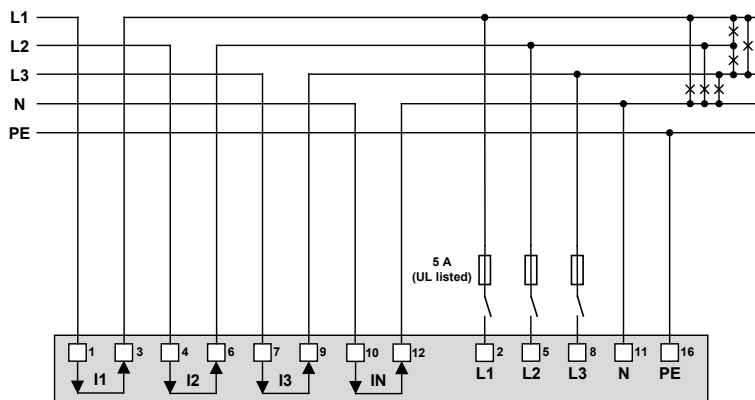 L1
L2
L3
N
PE
5 A
(UL listed)
1 3 4 6 7 9 10 12 2 5 8 11 16
I1 I2 I3 IN L1 L2 L3 N PE